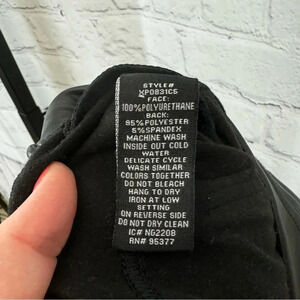 STYLE#
XP0831C5
FACE:
100%POLYURETHANE
BACK:
95%POLYESTER
5%SPANDEX
MACHINE WASH
INSIDE OUT COLD
WATER
DELICATE CYCLE
WASH SIMILAR
COLORS TOGETHER
DO NOT BLEACH
HANG TO DRY
IRON AT LOW
SETTING
ON REVERSE SIDE
DO NOT DRY CLEAN
IC# NG2208
RN# 95377